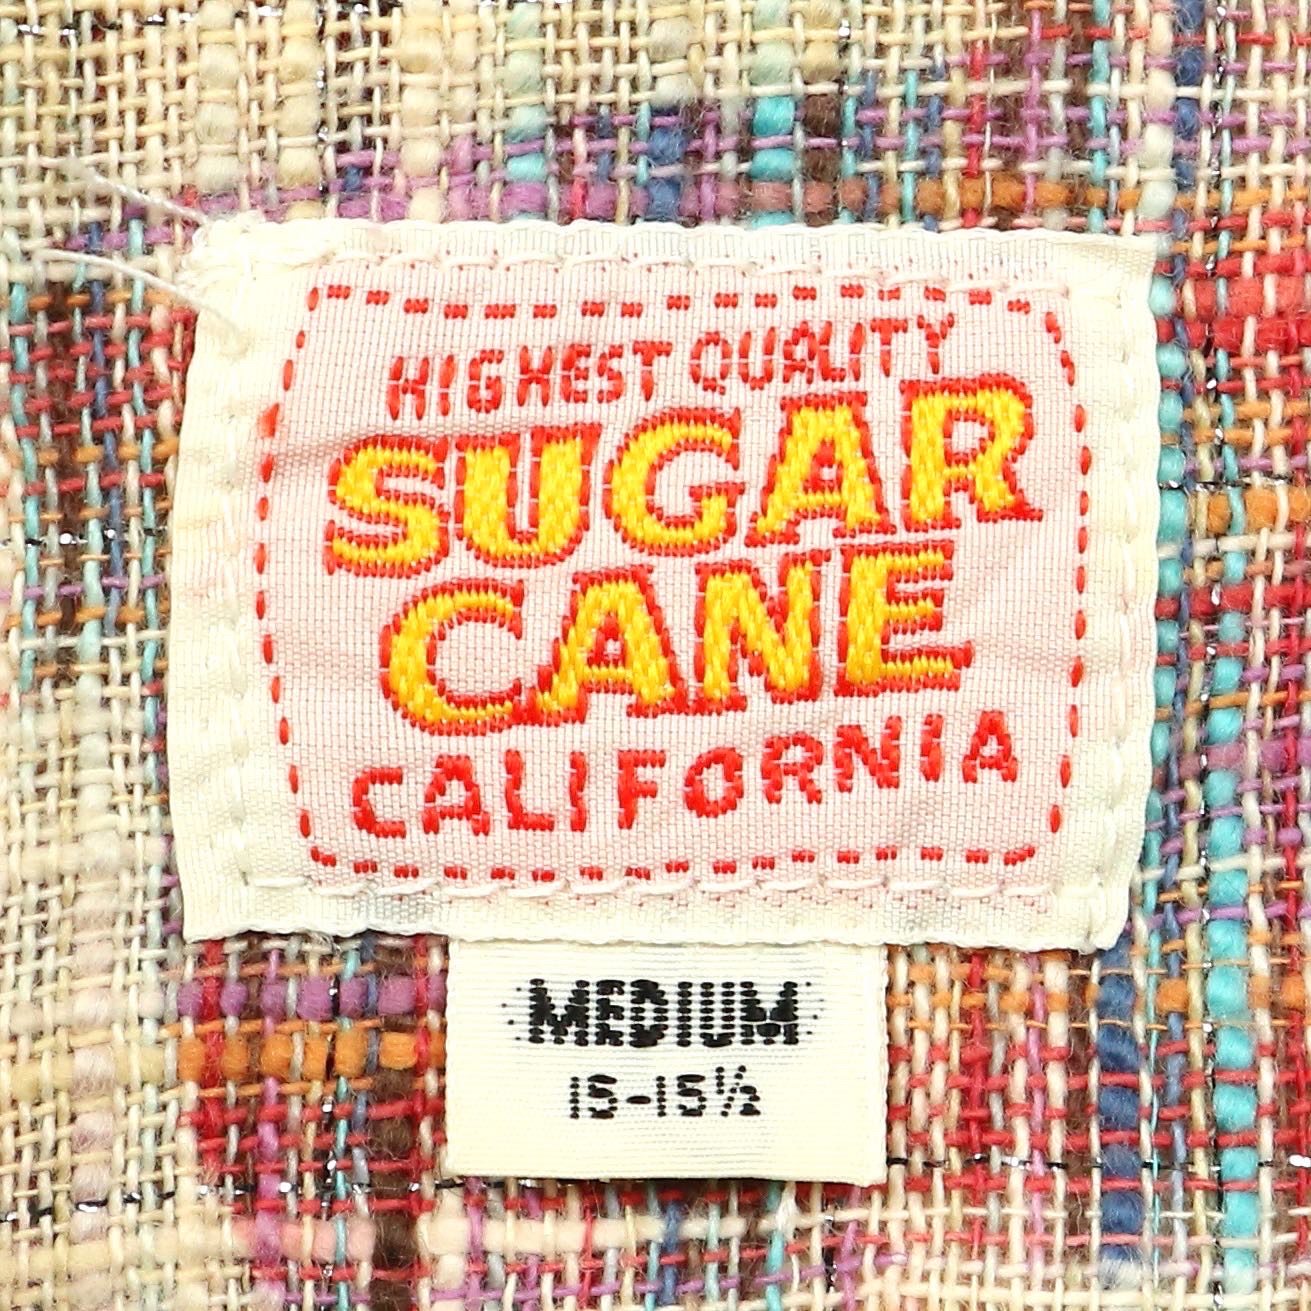 HIGHEST QUALITY
SUGAR
CANE
CALIFORNIA
MEDIUM
15-15½